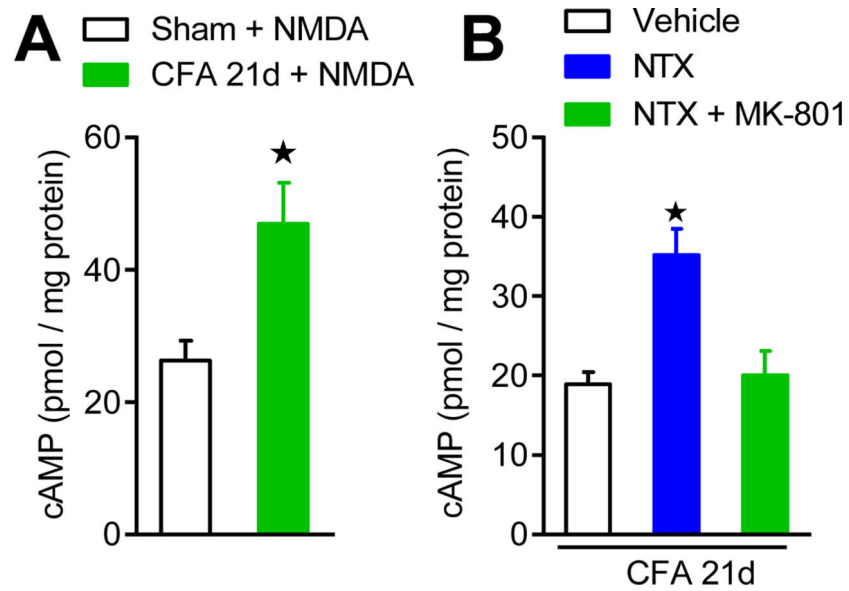 A
Sham + NMDA
CFA 21d + NMDA
cAMP (pmol / mg protein)
60
40
20
0
★
B
Vehicle
NTX
NTX + MK-801
cAMP (pmol / mg protein)
50
40
30
20
10
0
★
CFA 21d